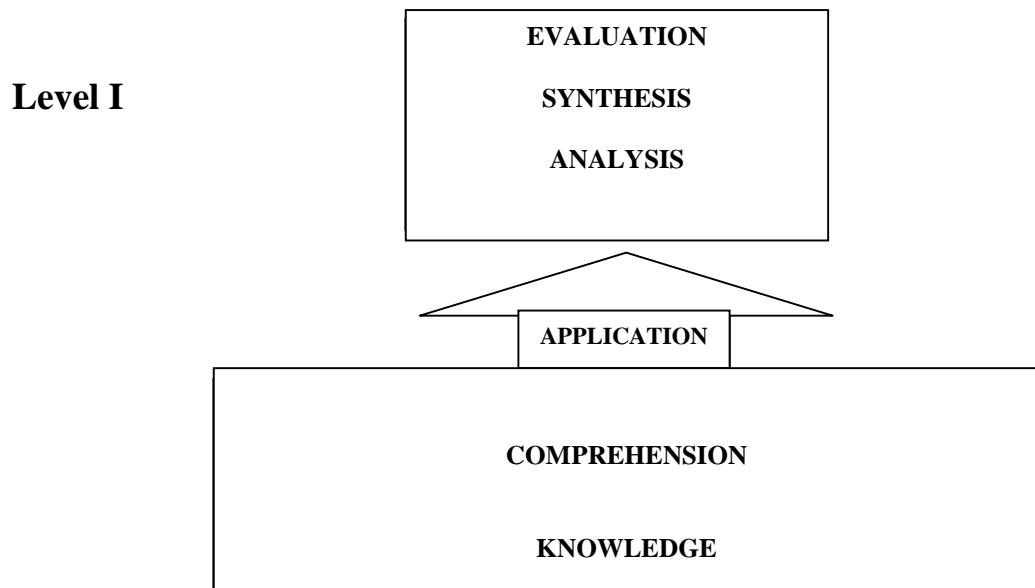 EVALUATION
Level I
SYNTHESIS
ANALYSIS
APPLICATION
COMPREHENSION
KNOWLEDGE